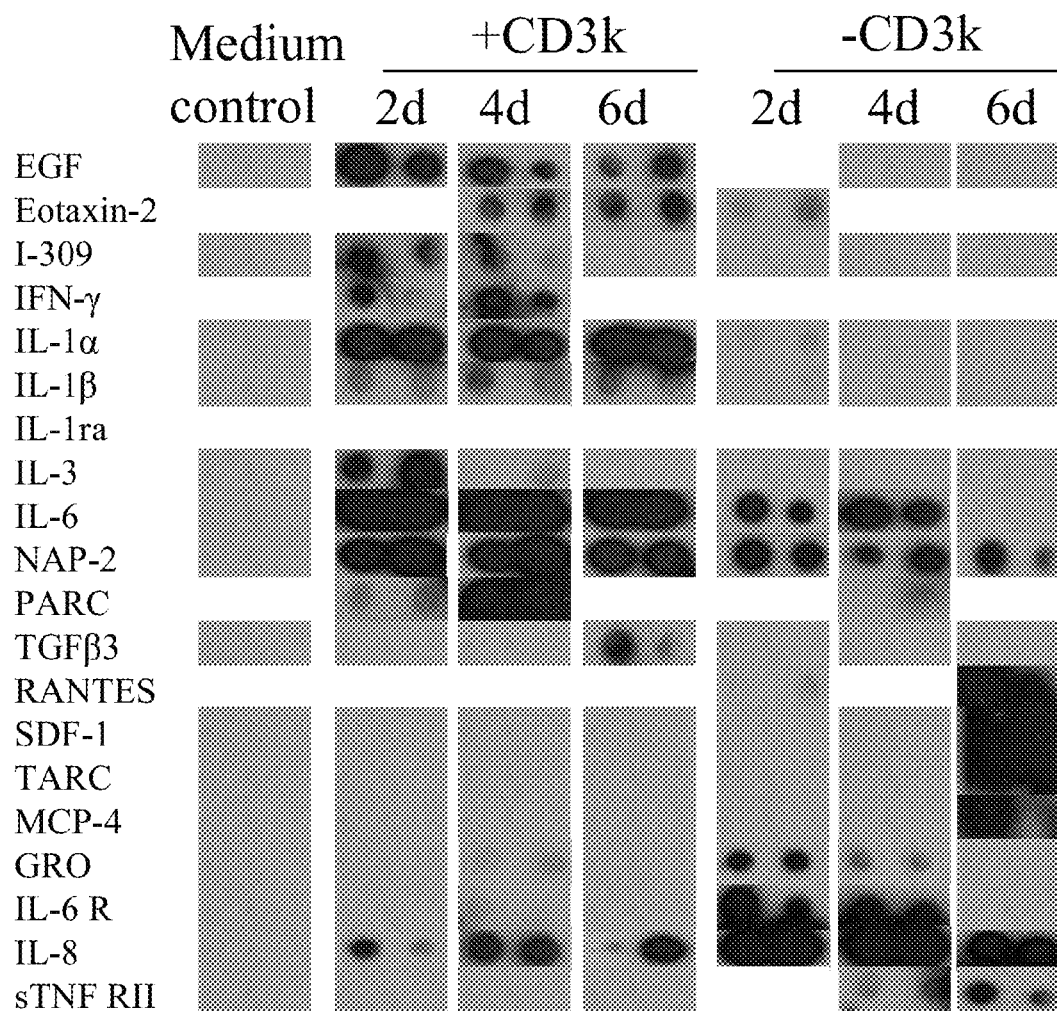 Medium +CD3k -CD3k
control 2d 4d 6d 2d 4d 6d
EGF
Eotaxin-2
I-309
IFN-γ
IL-1α
IL-1β
IL-1ra
IL-3
IL-6
NAP-2
PARC
TGFβ3
RANTES
SDF-1
TARC
MCP-4
GRO
IL-6 R
IL-8
sTNF RII